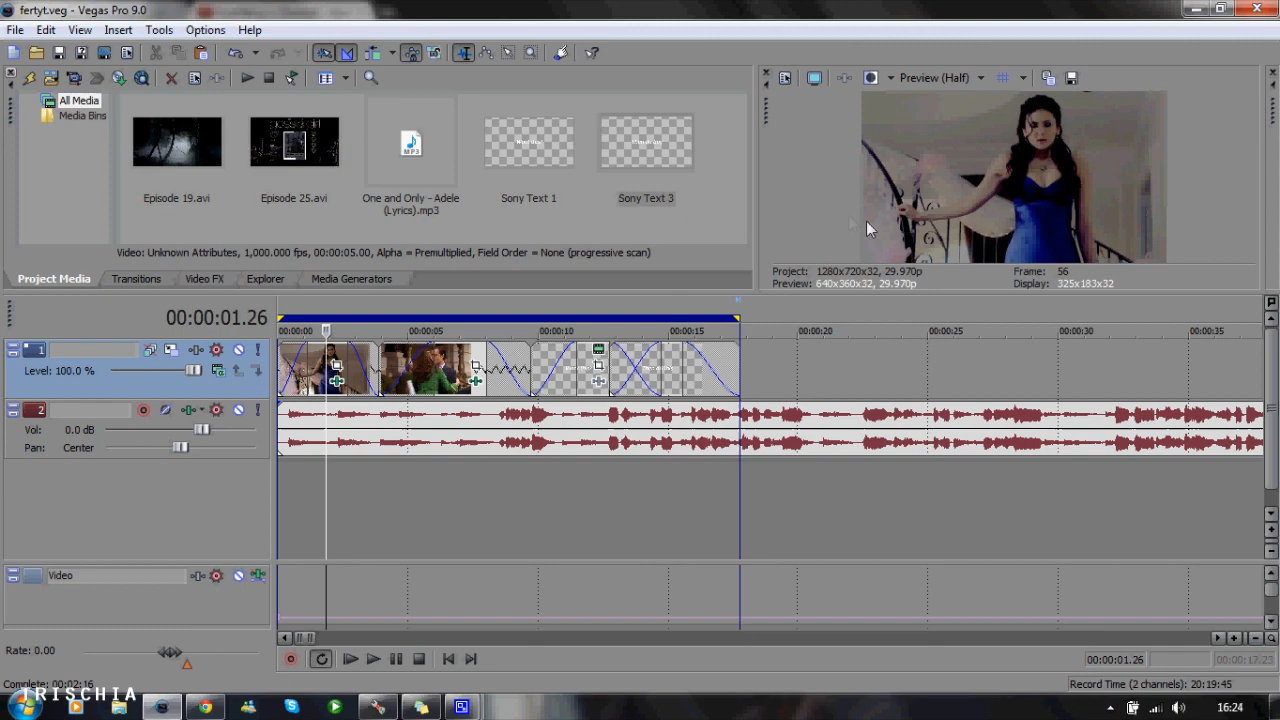 fertyt.veg - Vegas Pro 9.0
File Edit View Insert Tools Options Help
All Media
Media Bins
MP3
Episode 19.avi
Episode 25.avi
One and Only - Adele
(Lyrics).mp3
Sony Text 1
Sony Text 3
Video: Unknown Attributes, 1,000.000 fps, 00:00:05.00, Alpha = Premultiplied, Field Order = None (progressive scan)
Project Media Transitions Video FX Explorer Media Generators
Preview (Half)
Project: 1280x720x32, 29.970p Frame: 56
Preview: 640x360x32, 29.970p Display: 325x183x32
00:00:01.26
00:00:00 00:00:05 00:00:10 00:00:15 00:00:20 00:00:25 00:00:30 00:00:35
1
Level: 100.0 %
2
Vol: 0.0 dB
Pan: Center
Video
Rate: 0.00
00:00:01.26 00:00:17.23
Complete: 00:02:16
Record Time (2 channels): 20:19:45
IRISCHIA
16:24